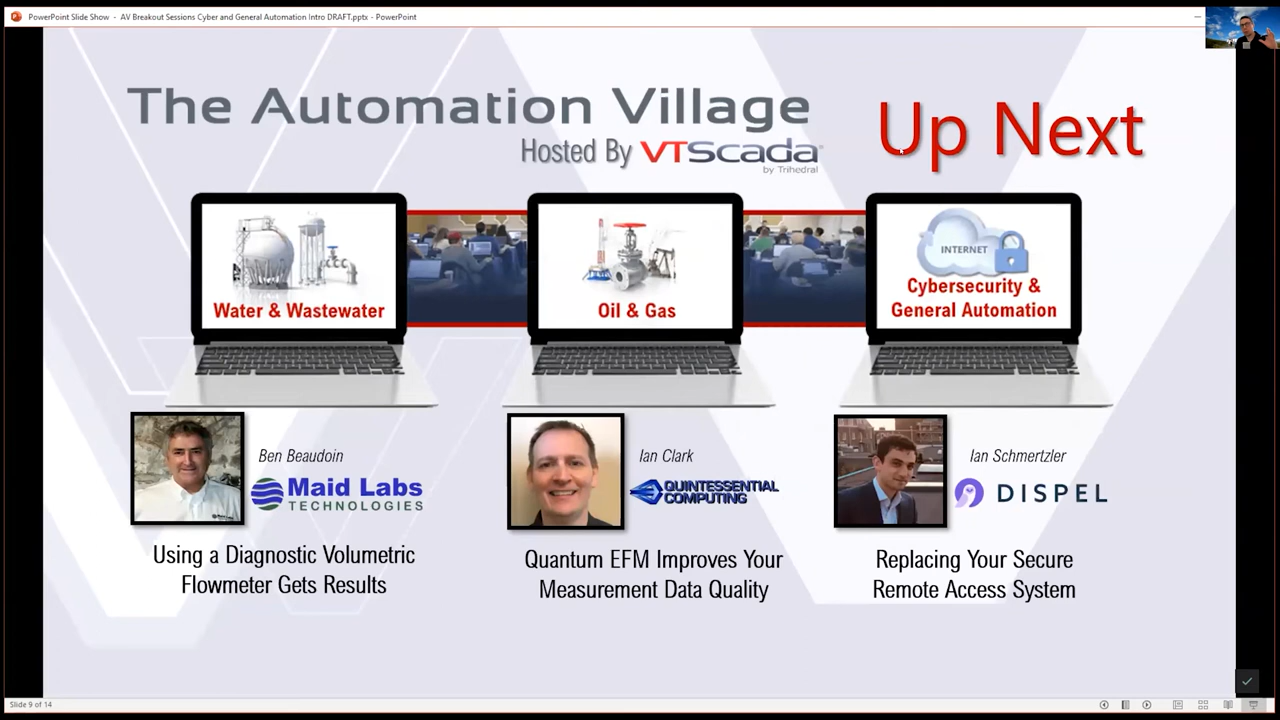 PowerPoint Slide Show - AV Breakout Sessions Cyber and General Automation Intro DRAFT.pptx - PowerPoint
The Automation Village
Hosted By VTScada
by Trihedral
Up Next
Water & Wastewater
Oil & Gas
INTERNET
Cybersecurity &
General Automation
Ben Beaudoin
Maid Labs
TECHNOLOGIES
Using a Diagnostic Volumetric
Flowmeter Gets Results
Ian Clark
QUINTESSENTIAL
COMPUTING
Quantum EFM Improves Your
Measurement Data Quality
Ian Schmertzler
DISPEL
Replacing Your Secure
Remote Access System
Slide 9 of 14